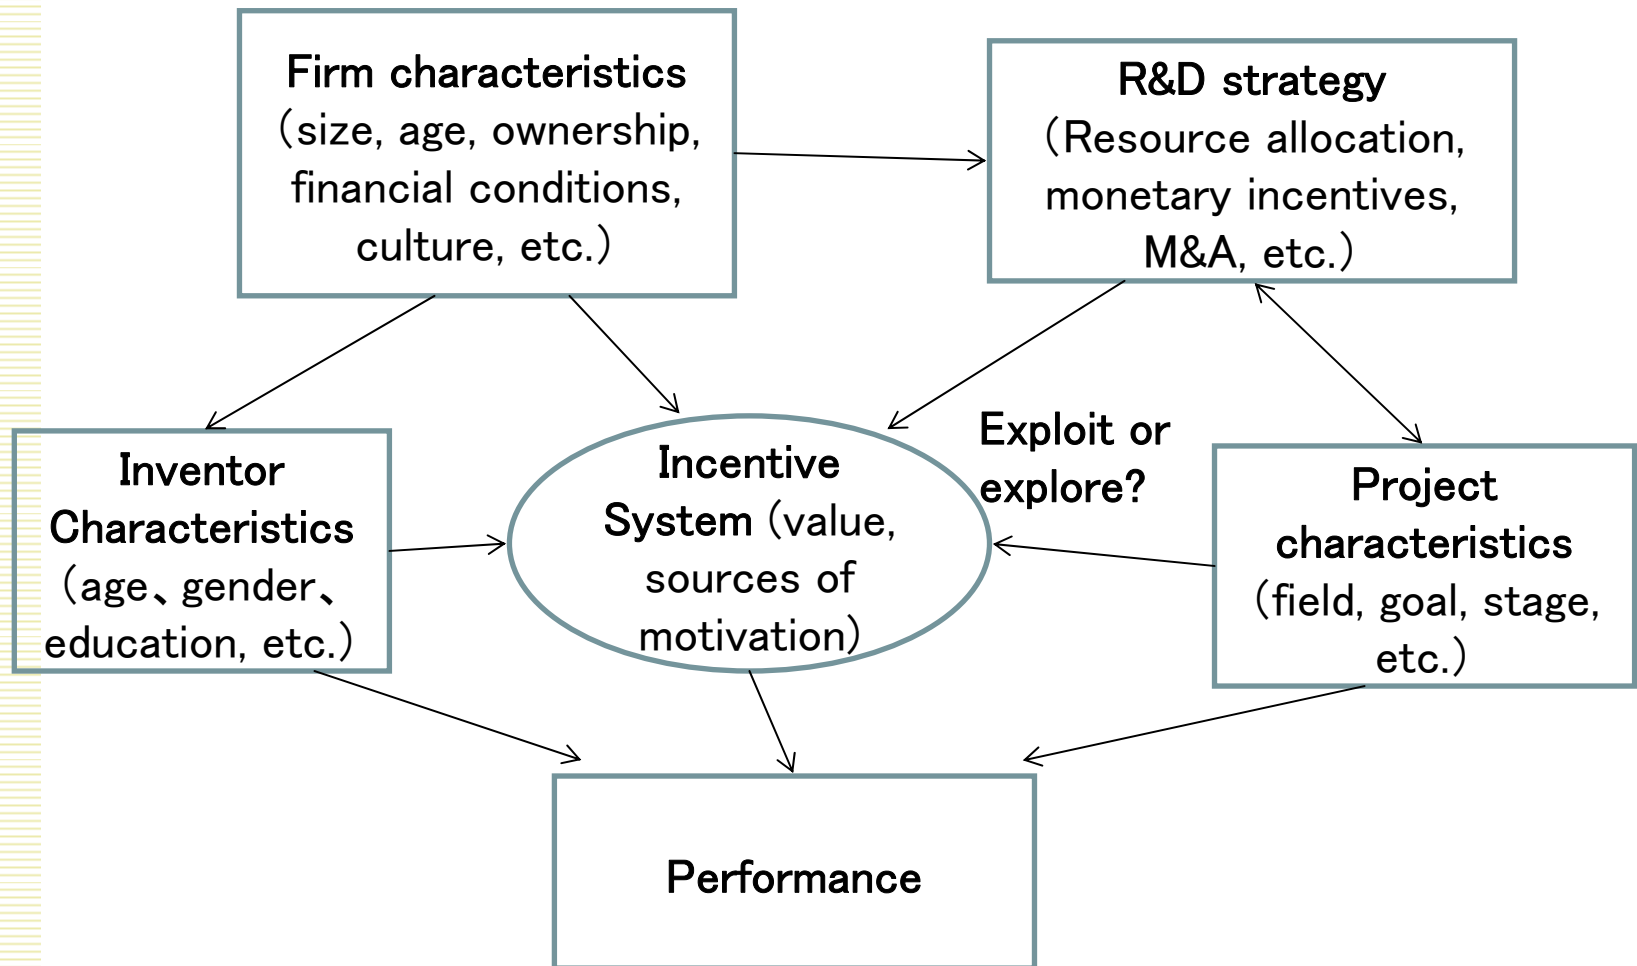 Firm characteristics
（size, age, ownership,
financial conditions,
culture, etc.）
R&D strategy
（Resource allocation,
monetary incentives,
M&A, etc.）
Inventor
Characteristics
（age、gender、
education, etc.）
Incentive
System (value,
sources of
motivation)
Exploit or
explore?
Project
characteristics
（field, goal, stage,
etc.）
Performance